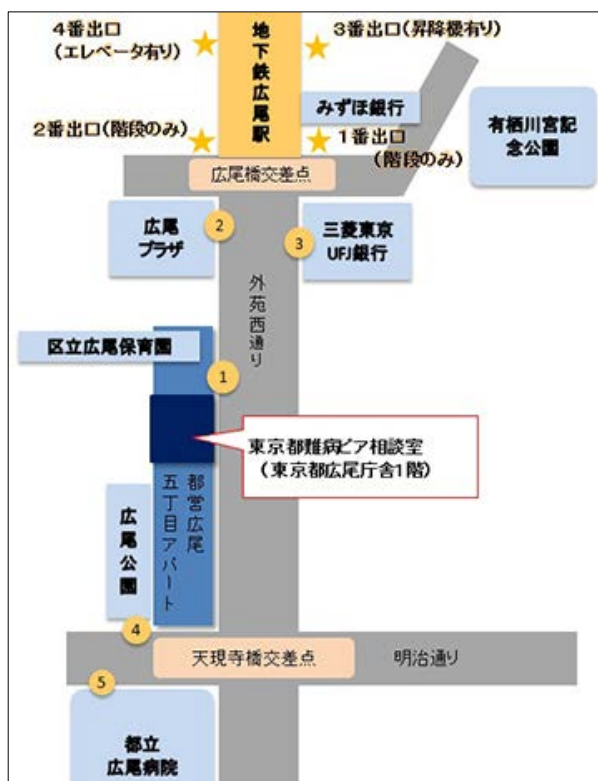 4番出口
(エレベータ有り)
地下鉄広尾駅
3番出口(昇降機有り)
みずほ銀行
2番出口(階段のみ)
1番出口
(階段のみ)
有栖川宮記
念公園
広尾橋交差点
広尾
プラザ
2
3
三菱東京
UFJ銀行
外苑西通り
区立広尾保育園
1
東京都難病ピア相談室
(東京都広尾庁舎1階)
都営広尾
五丁目アパート
広尾公園
4
天現寺橋交差点
明治通り
5
都立
広尾病院